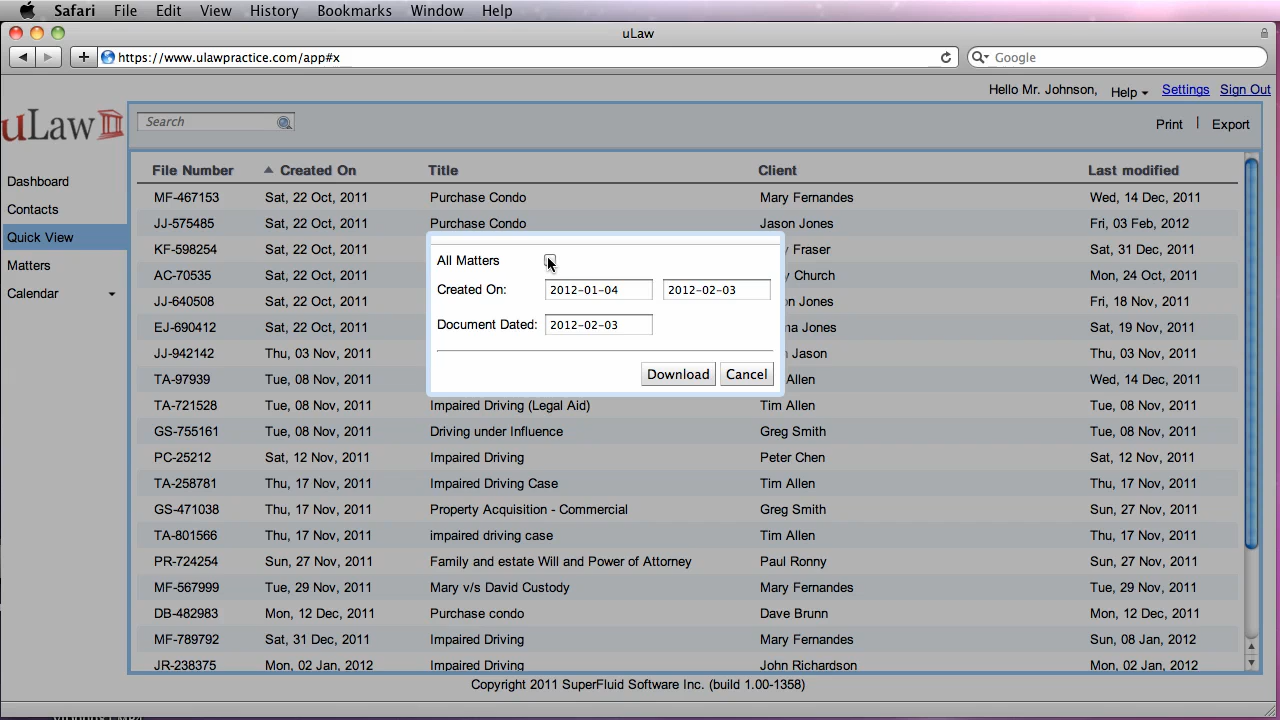 Safari File Edit View History Bookmarks Window Help
uLaw
https://www.ulawpractice.com/app#x
Google
Hello Mr. Johnson, Help Settings Sign Out
uLaw
Search
Print | Export
Dashboard
Contacts
Quick View
Matters
Calendar
File Number Created On Title Client Last modified
MF-467153 Sat, 22 Oct, 2011 Purchase Condo Mary Fernandes Wed, 14 Dec, 2011
JJ-575485 Sat, 22 Oct, 2011 Purchase Condo Jason Jones Fri, 03 Feb, 2012
KF-598254 Sat, 22 Oct, 2011 Fraser Sat, 31 Dec, 2011
AC-70535 Sat, 22 Oct, 2011 Church Mon, 24 Oct, 2011
JJ-640508 Sat, 22 Oct, 2011 Jones Fri, 18 Nov, 2011
EJ-690412 Sat, 22 Oct, 2011 Jones Sat, 19 Nov, 2011
JJ-942142 Thu, 03 Nov, 2011 Jason Thu, 03 Nov, 2011
TA-97939 Tue, 08 Nov, 2011 Allen Wed, 14 Dec, 2011
TA-721528 Tue, 08 Nov, 2011 Impaired Driving (Legal Aid) Tim Allen Tue, 08 Nov, 2011
GS-755161 Tue, 08 Nov, 2011 Driving under Influence Greg Smith Tue, 08 Nov, 2011
PC-25212 Sat, 12 Nov, 2011 Impaired Driving Peter Chen Sat, 12 Nov, 2011
TA-258781 Thu, 17 Nov, 2011 Impaired Driving Case Tim Allen Thu, 17 Nov, 2011
GS-471038 Thu, 17 Nov, 2011 Property Acquisition - Commercial Greg Smith Sun, 27 Nov, 2011
TA-801566 Thu, 17 Nov, 2011 impaired driving case Tim Allen Thu, 17 Nov, 2011
PR-724254 Sun, 27 Nov, 2011 Family and estate Will and Power of Attorney Paul Ronny Sun, 27 Nov, 2011
MF-567999 Tue, 29 Nov, 2011 Mary v/s David Custody Mary Fernandes Tue, 29 Nov, 2011
DB-482983 Mon, 12 Dec, 2011 Purchase condo Dave Brunn Mon, 12 Dec, 2011
MF-789792 Sat, 31 Dec, 2011 Impaired Driving Mary Fernandes Sun, 08 Jan, 2012
JR-238375 Mon, 02 Jan, 2012 Impaired Driving John Richardson Mon, 02 Jan, 2012
All Matters
Created On: 2012-01-04 2012-02-03
Document Dated: 2012-02-03
Download Cancel
Copyright 2011 SuperFluid Software Inc. (build 1.00-1358)